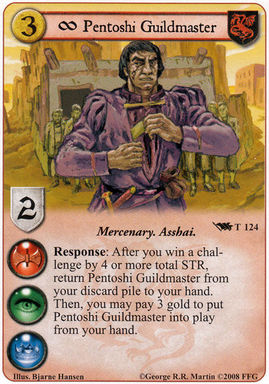 3 ∞ Pentoshi Guildmaster
2
T 124
Mercenary. Asshai.
Response: After you win a chal-
lenge by 4 or more total STR,
return Pentoshi Guildmaster from
your discard pile to your hand.
Then, you may pay 3 gold to put
Pentoshi Guildmaster into play
from your hand.
Illus. Bjarne Hansen ©George R.R. Martin ©2008 FFG